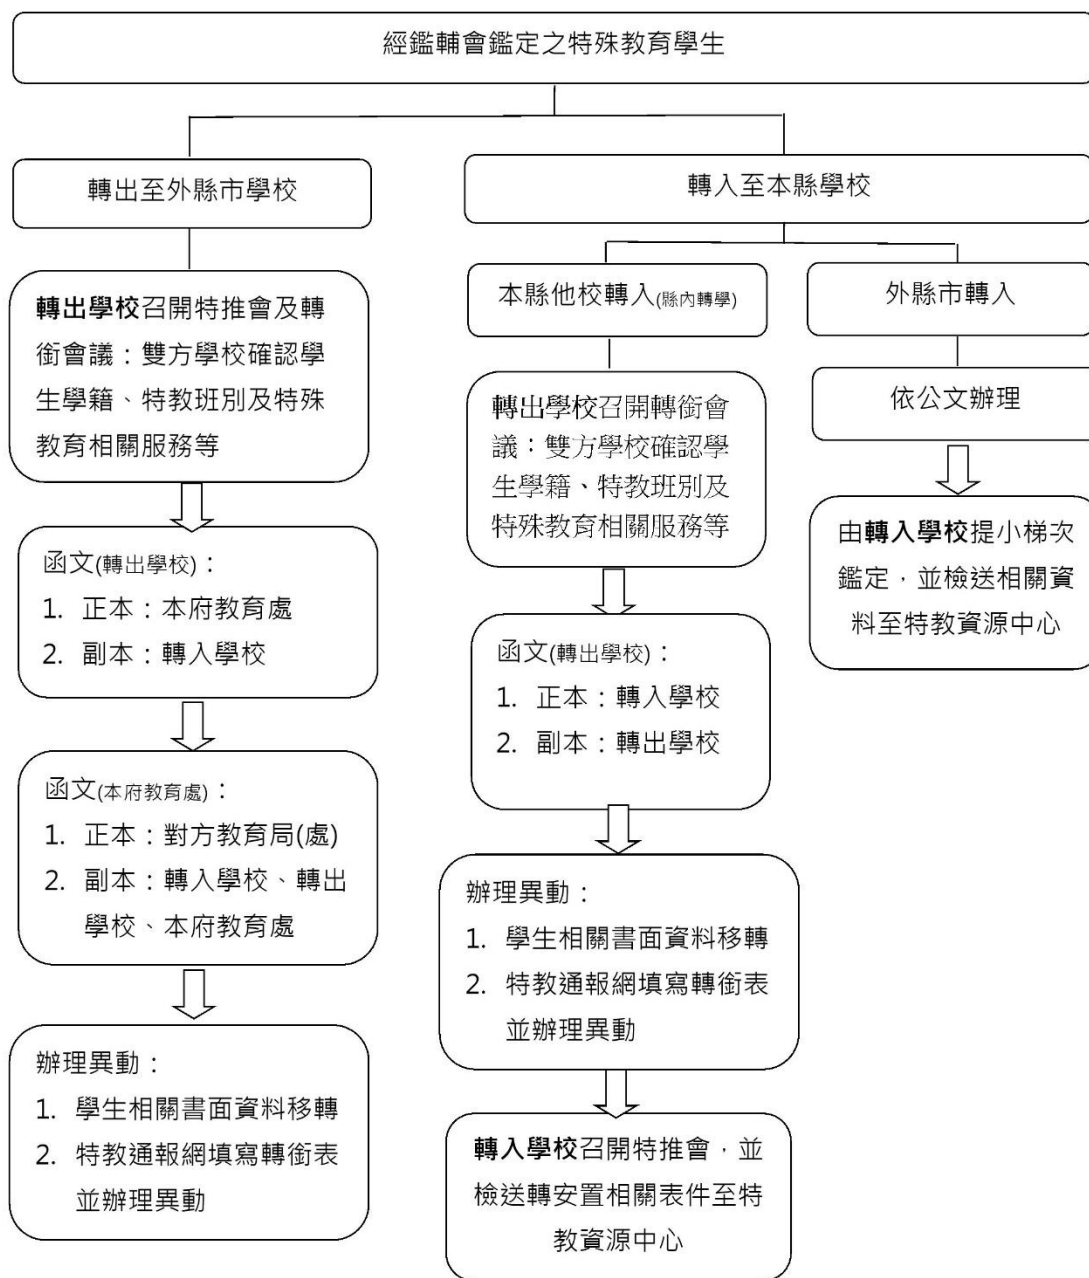 經鑑輔會鑑定之特殊教育學生
轉出至外縣市學校
轉出學校召開特推會及轉
銜會議：雙方學校確認學
生學籍、特教班別及特殊
教育相關服務等
函文(轉出學校)：
1. 正本：本府教育處
2. 副本：轉入學校
函文(本府教育處)：
1. 正本：對方教育局(處)
2. 副本：轉入學校、轉出
學校、本府教育處
辦理異動：
1. 學生相關書面資料移轉
2. 特教通報網填寫轉銜表
並辦理異動
轉入至本縣學校
本縣他校轉入(縣內轉學)
轉出學校召開轉銜會
議：雙方學校確認學
生學籍、特教班別及
特殊教育相關服務等
函文(轉出學校)：
1. 正本：轉入學校
2. 副本：轉出學校
辦理異動：
1. 學生相關書面資料移轉
2. 特教通報網填寫轉銜表
並辦理異動
轉入學校召開特推會，並
檢送轉安置相關表件至特
教資源中心
外縣市轉入
依公文辦理
由轉入學校提小梯次
鑑定，並檢送相關資
料至特教資源中心